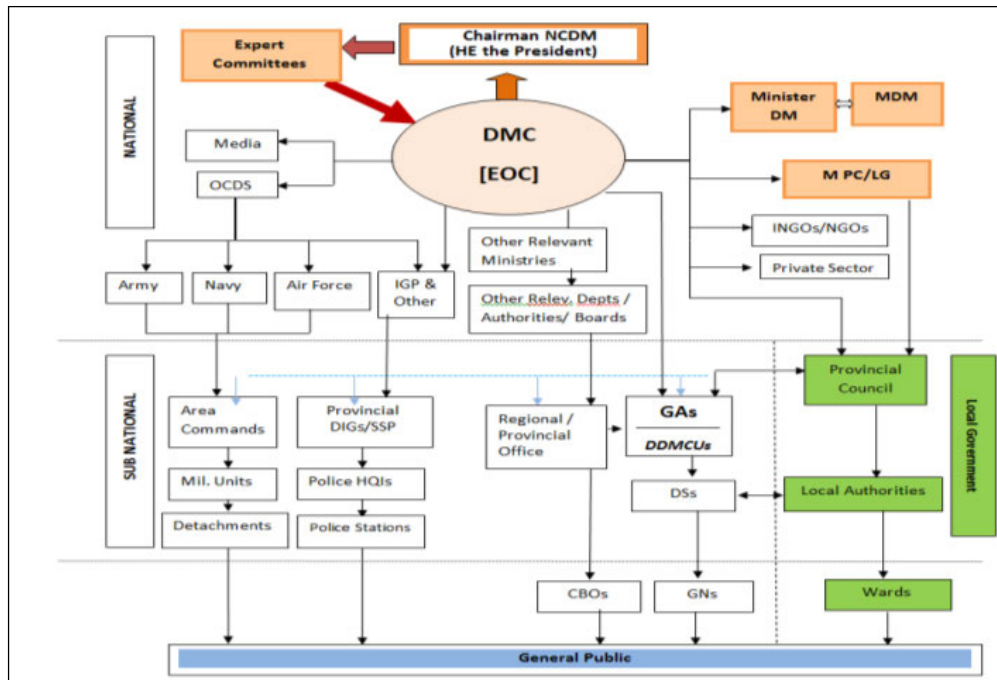 Chairman NCDM
(HE the President)
Expert
Committees
NATIONAL
Minister
DM
MDM
DMC
[EOC]
Media
OCDS
M PC/LG
INGOs/NGOs
Private Sector
Other Relevant
Ministries
Army
Navy
Air Force
IGP &
Other
Other Relev. Depts /
Authorities/ Boards
SUB NATIONAL
Local Government
Provincial
Council
Area
Commands
Provincial
DIGs/SSP
Regional /
Provincial
Office
GAs
DDMCUs
Mil. Units
Police HQIs
DSs
Local Authorities
Detachments
Police Stations
CBOs
GNs
Wards
General Public